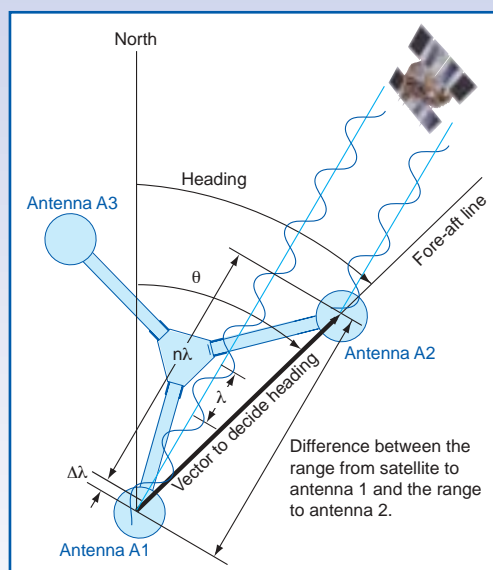 North
Heading
Antenna A3
Fore-aft line
θ
Antenna A2
nλ
λ
Vector to decide heading
Difference between the
range from satellite to
antenna 1 and the range
to antenna 2.
Δλ
Antenna A1